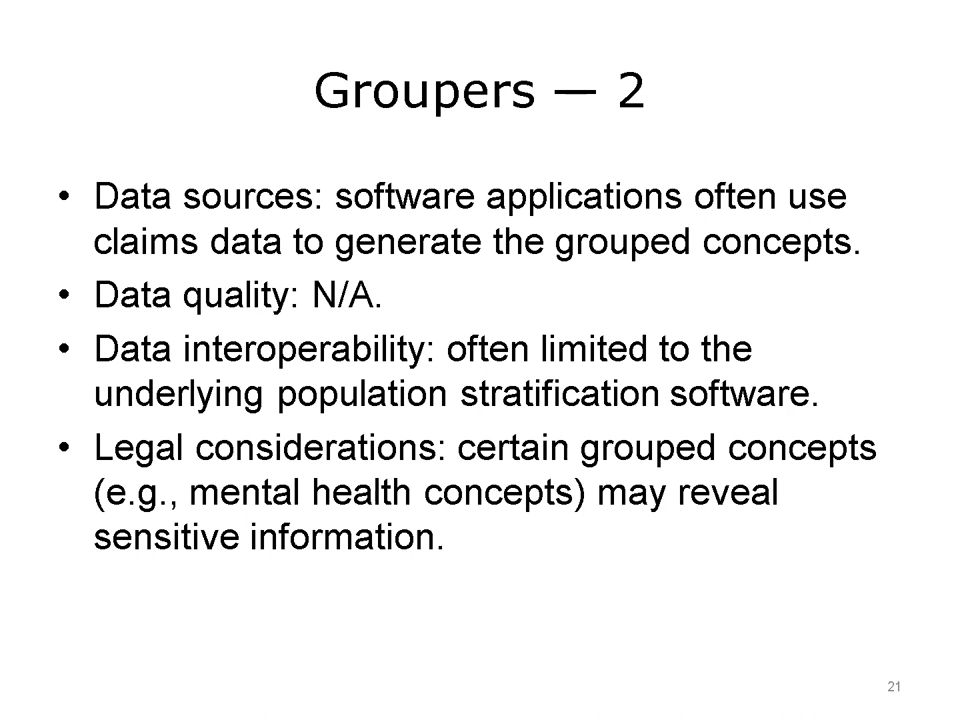 Groupers — 2
• Data sources: software applications often use
claims data to generate the grouped concepts.
• Data quality: N/A.
• Data interoperability: often limited to the
underlying population stratification software.
• Legal considerations: certain grouped concepts
(e.g., mental health concepts) may reveal
sensitive information.
21